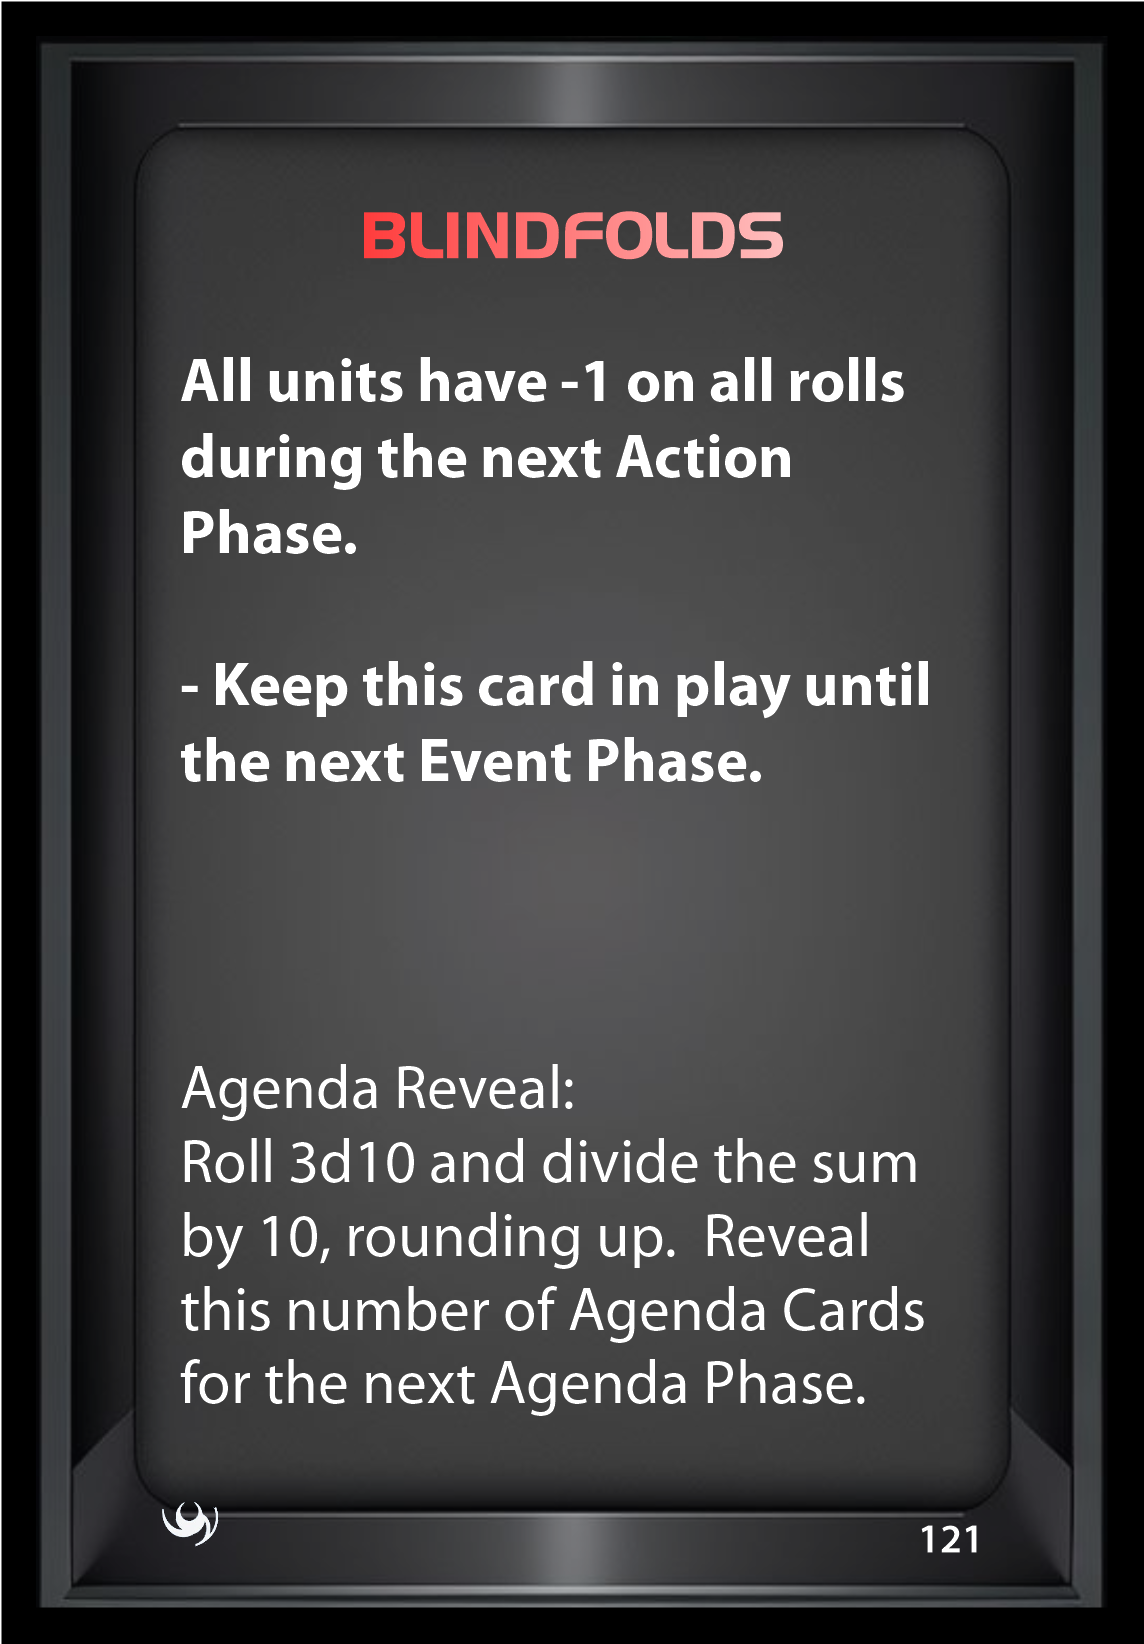 BLINDFOLDS
All units have -1 on all rolls
during the next Action
Phase.
- Keep this card in play until
the next Event Phase.
Agenda Reveal:
Roll 3d10 and divide the sum
by 10, rounding up.  Reveal
this number of Agenda Cards
for the next Agenda Phase.
121